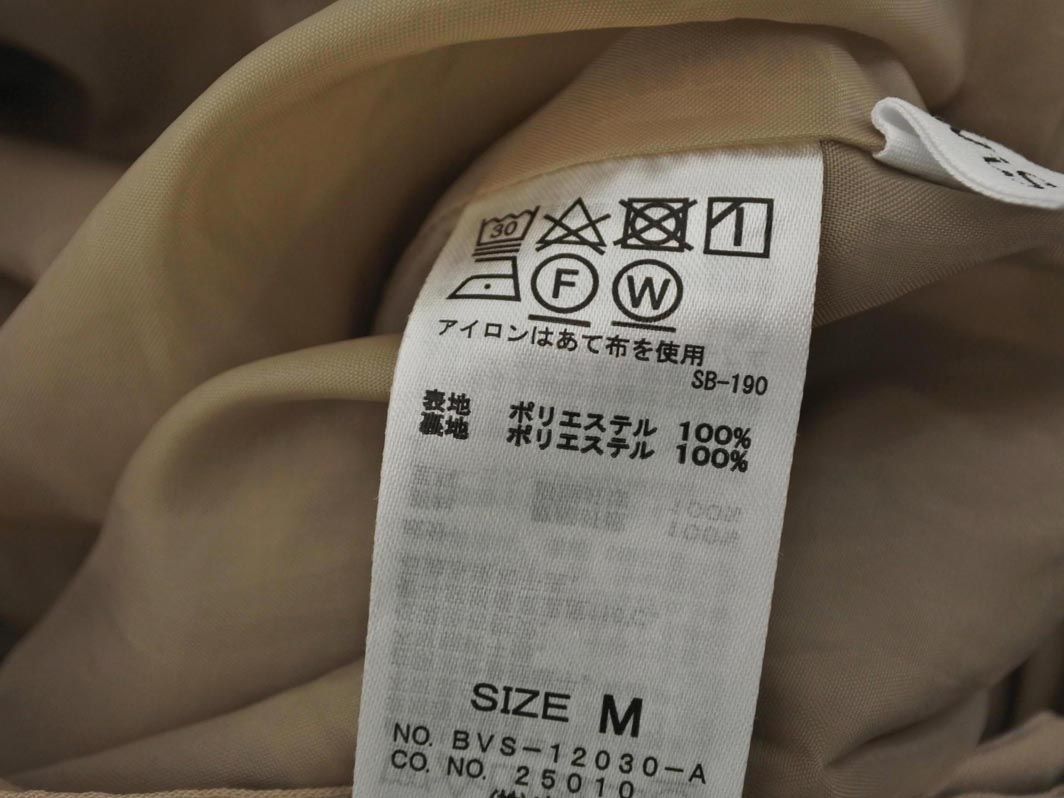 30
F W
アイロンはあて布を使用
SB-190
表地 ポリエステル 100%
裏地 ポリエステル 100%
SIZE M
NO. BVS-12030-A
CO. NO. 25010